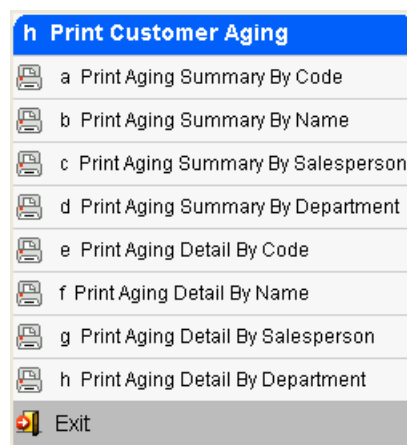 h Print Customer Aging
a Print Aging Summary By Code
b Print Aging Summary By Name
c Print Aging Summary By Salesperson
d Print Aging Summary By Department
e Print Aging Detail By Code
f Print Aging Detail By Name
g Print Aging Detail By Salesperson
h Print Aging Detail By Department
Exit